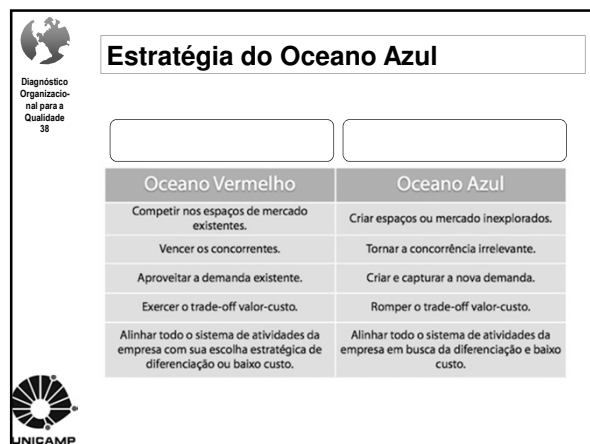 Estratégia do Oceano Azul
Diagnóstico
Organizacio-
nal para a
Qualidade
38
Oceano Vermelho
Oceano Azul
Competir nos espaços de mercado
existentes.
Criar espaços ou mercado inexplorados.
Vencer os concorrentes.
Tornar a concorrência irrelevante.
Aproveitar a demanda existente.
Criar e capturar a nova demanda.
Exercer o trade-off valor-custo.
Romper o trade-off valor-custo.
Alinhar todo o sistema de atividades da
empresa com sua escolha estratégica de
diferenciação ou baixo custo.
Alinhar todo o sistema de atividades da
empresa em busca da diferenciação e baixo
custo.
UNICAMP